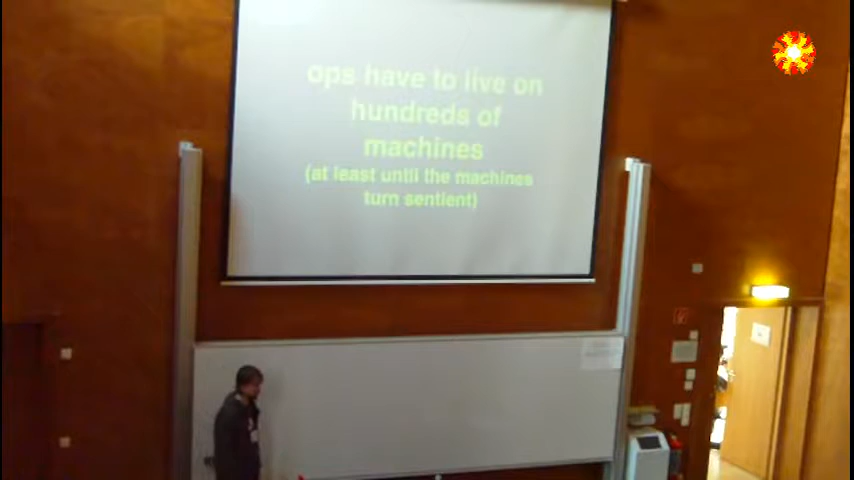 ops have to live on
hundreds of
machines
(at least until the machines
turn sentient)